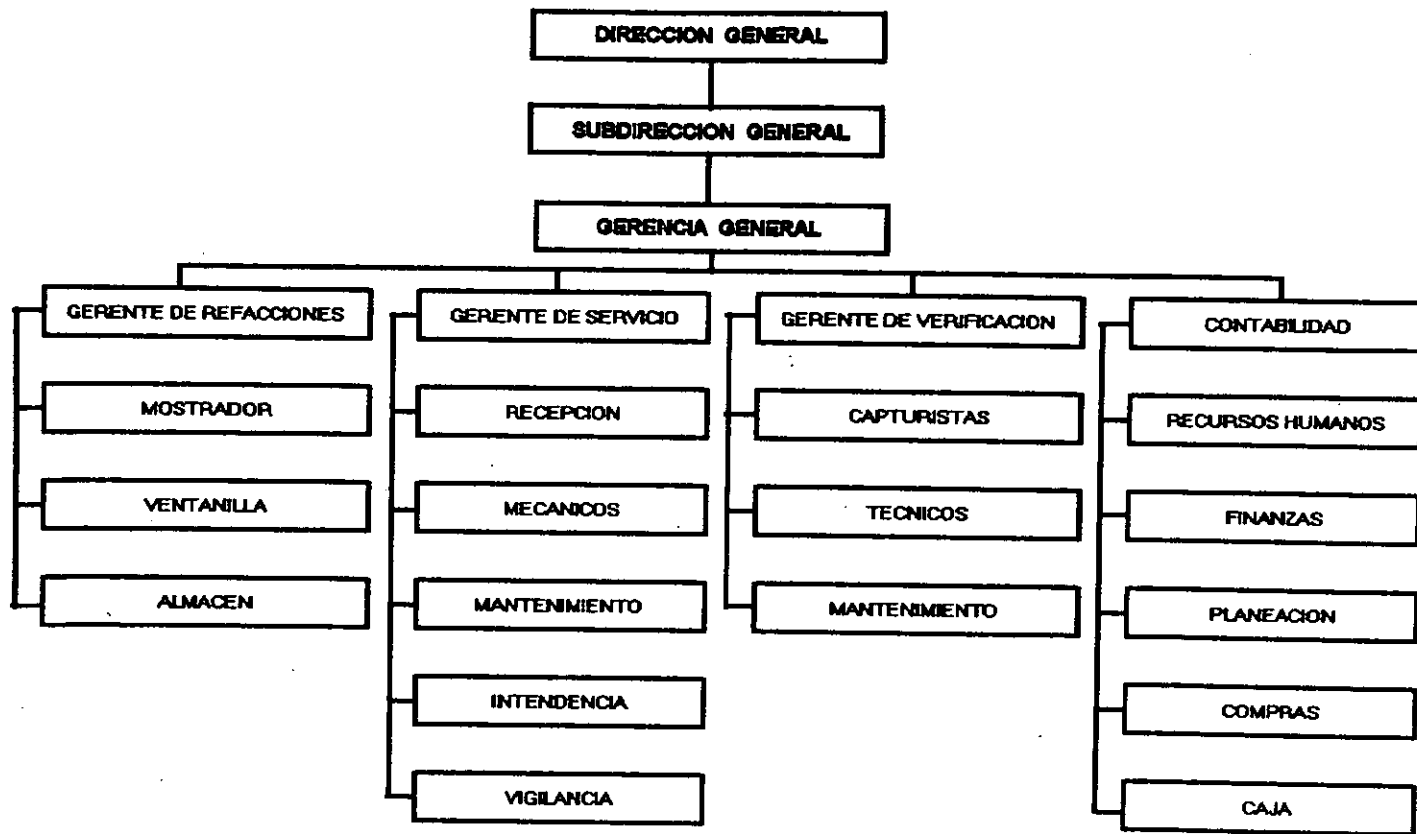 DIRECCION GENERAL
SUBDIRECCION GENERAL
GERENCIA GENERAL
GERENTE DE REFACCIONES
MOSTRADOR
VENTANILLA
ALMACEN
GERENTE DE SERVICIO
RECEPCION
MECANICOS
MANTENIMIENTO
INTENDENCIA
VIGILANCIA
GERENTE DE VERIFICACION
CAPTURISTAS
TECNICOS
MANTENIMIENTO
CONTABILIDAD
RECURSOS HUMANOS
FINANZAS
PLANEACION
COMPRAS
CAJA